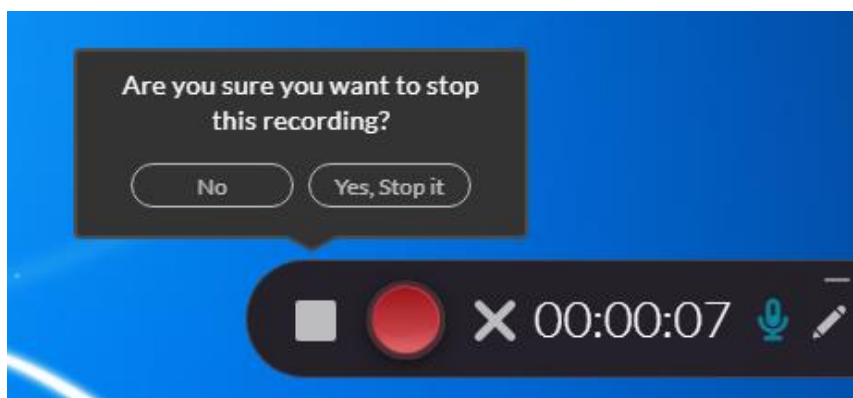 Are you sure you want to stop
this recording?
No
Yes, Stop it
00:00:07